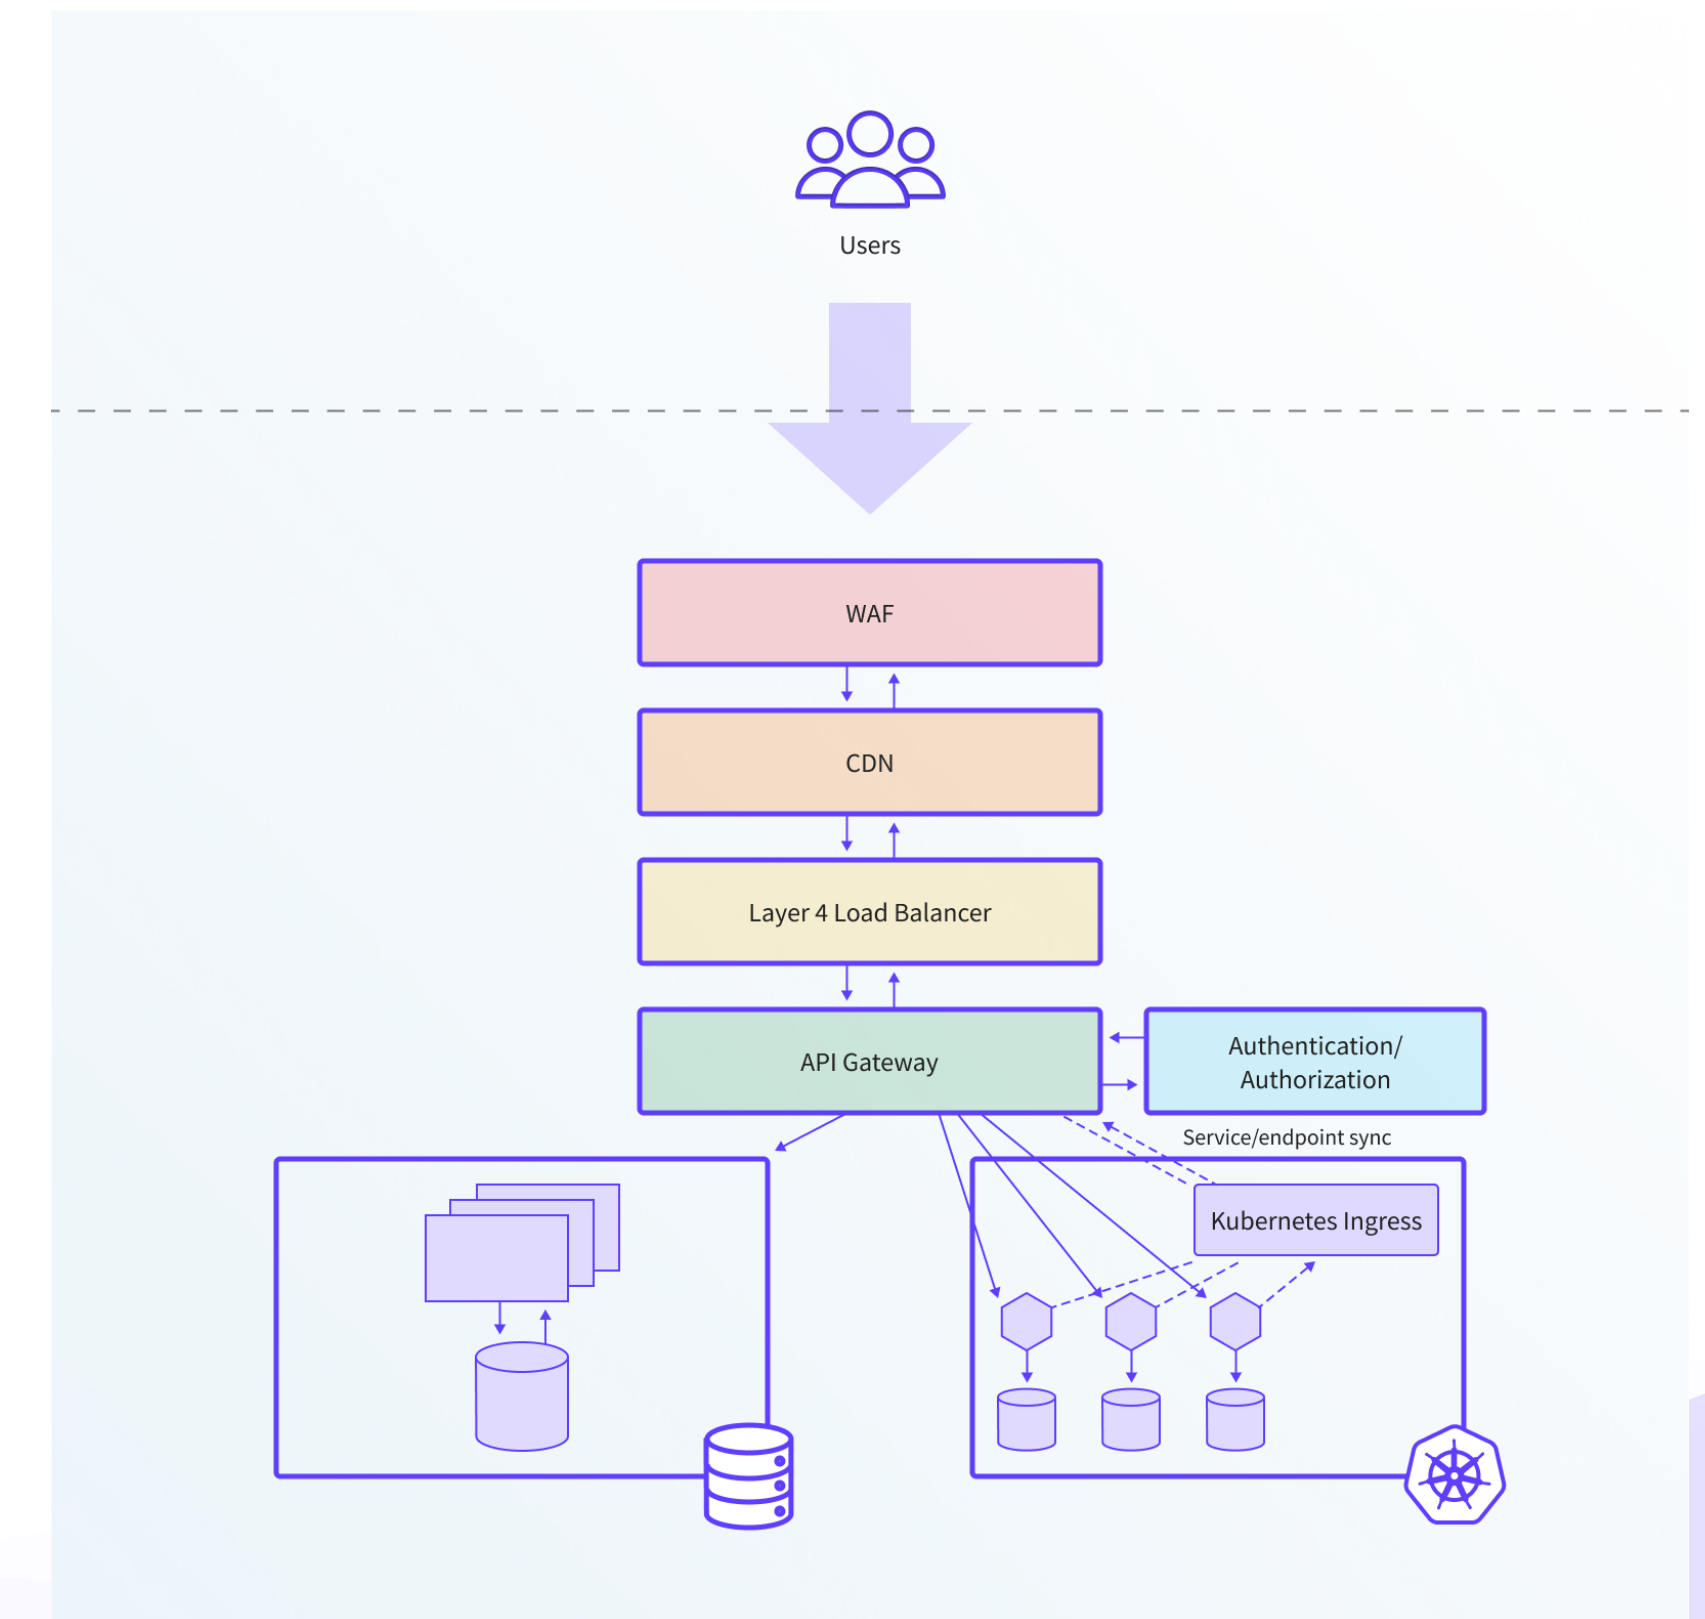 Users
WAF
CDN
Layer 4 Load Balancer
API Gateway
Authentication/
Authorization
Service/endpoint sync
Kubernetes Ingress